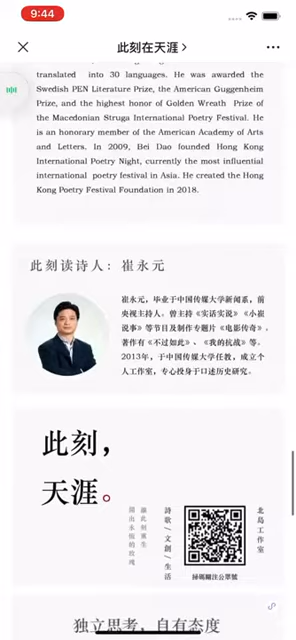 9:44
此刻在天涯>
translated into 30 languages. He was awarded the
Swedish PEN Literature Prize, the American Guggenheim
Prize, and the highest honor of Golden Wreath Prize of
the Macedonian Struga International Poetry Festival. He
is an honorary member of the American Academy of Arts
and Letters. In 2009, Bei Dao founded Hong Kong
International Poetry Night, currently the most influential
international poetry festival in Asia. He created the Hong
Kong Poetry Festival Foundation in 2018.
此刻读诗人：崔永元
崔永元，毕业于中国传媒大学新闻系，前
央视主持人。曾主持《实话实说》《小崔
说事》等节目及制作专题片《电影传奇》，
著作有《不过如此》、《我的抗战》等。
2013年，于中国传媒大学任教，成立个
人工作室，专心投身于口述历史研究。
此刻，
天涯。
北島工作室
詩歌/文創/生活
掃碼關注公眾號
独立思考，自有态度